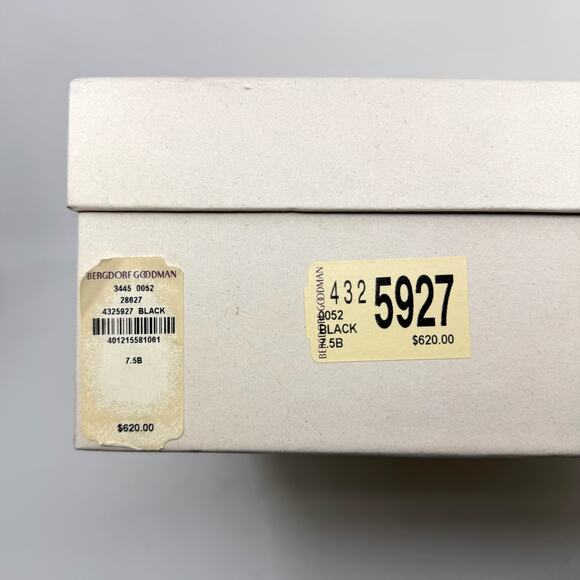 BERGDORF GOODMAN
3445 0052
28627
4325927 BLACK
401215581061
7.5B
$620.00
BERGDORF GOODMAN
432 5927
0052
BLACK
7.5B
$620.00